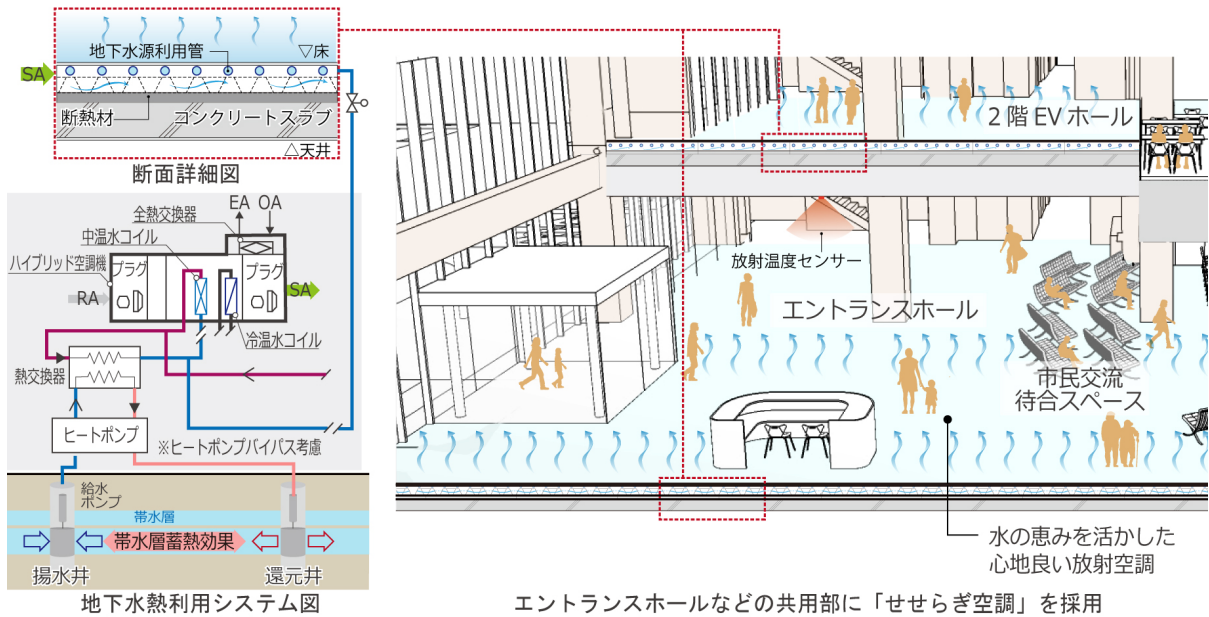 地下水源利用管
▽床
SA
断熱材
コンクリートスラブ
△天井
断面詳細図
EA
OA
全熱交換器
中温水コイル
ハイブリッド空調機
プラグ
プラグ
RA
SA
冷温水コイル
熱交換器
ヒートポンプ
※ヒートポンプバイパス考慮
給水
ポンプ
帯水層
帯水層蓄熱効果
揚水井
還元井
地下水熱利用システム図
2階EVホール
放射温度センサー
エントランスホール
市民交流
待合スペース
水の恵みを活かした
心地良い放射空調
エントランスホールなどの共用部に「せせらぎ空調」を採用